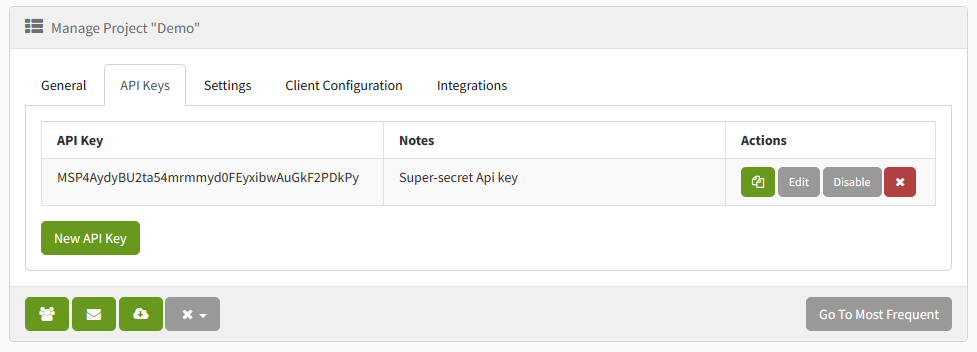 Manage Project "Demo"
General API Keys Settings Client Configuration Integrations
API Key Notes Actions
MSP4AydyBU2ta54mrmmyd0FEyxibwAuGkF2PDkPy Super-secret Api key Edit Disable
New API Key
Go To Most Frequent